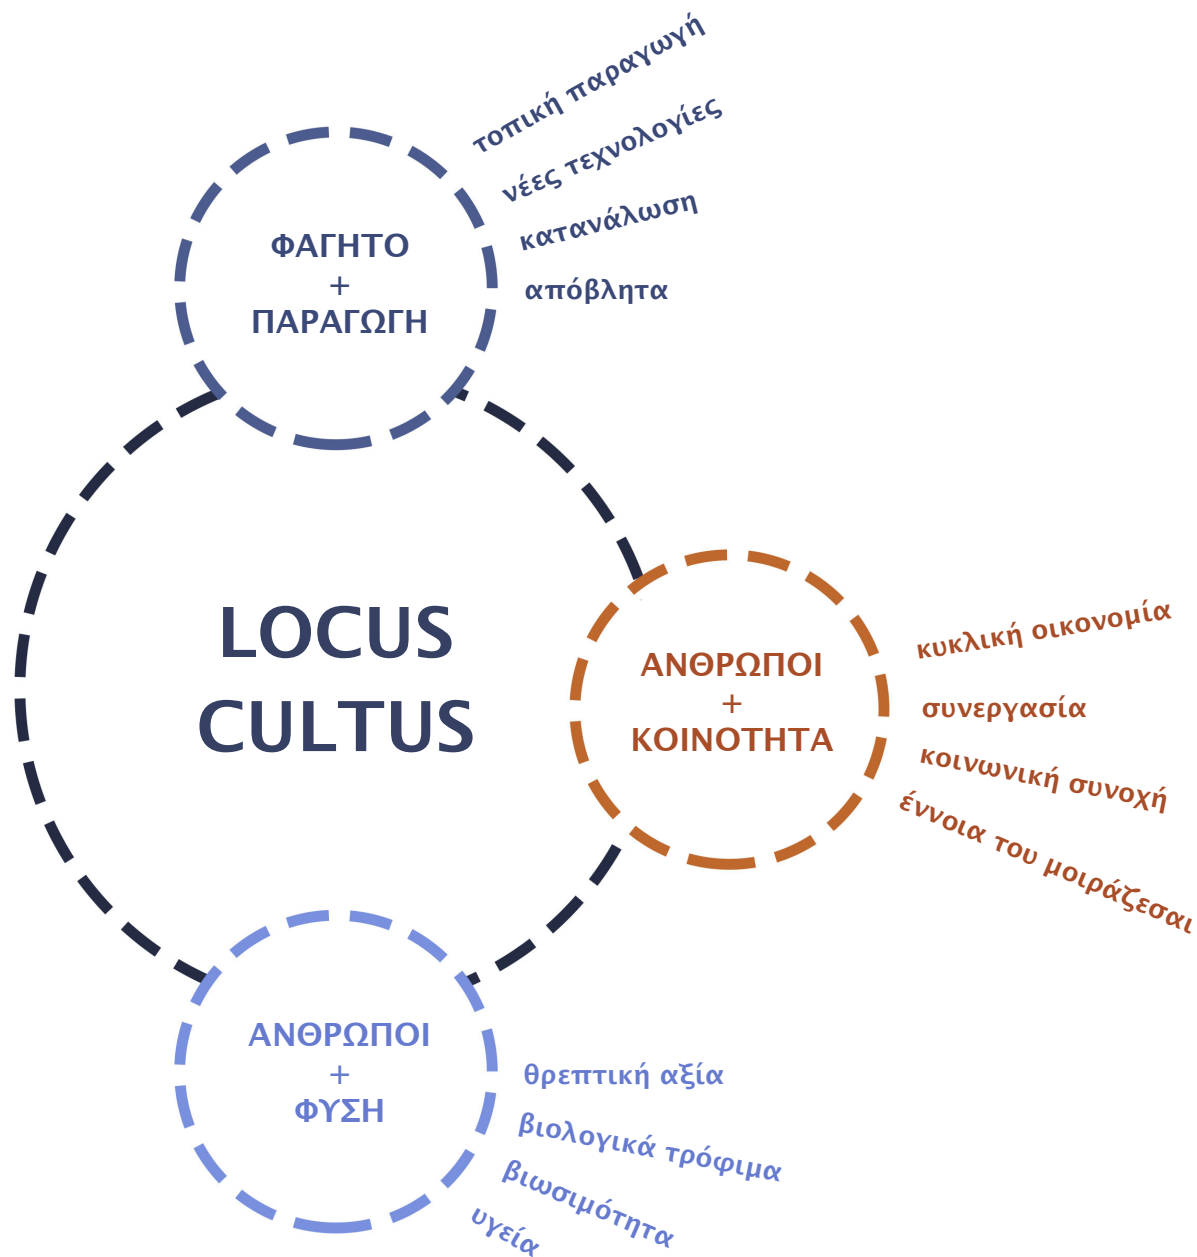 τοπική παραγωγή
νέες τεχνολογίες
κατανάλωση
απόβλητα
ΦΑΓΗΤΟ
+
ΠΑΡΑΓΩΓΗ
LOCUS
CULTUS
ΑΝΘΡΩΠΟΙ
+
ΚΟΙΝΟΤΗΤΑ
κυκλική οικονομία
συνεργασία
κοινωνική συνοχή
έννοια του μοιράζεσαι
ΑΝΘΡΩΠΟΙ
+
ΦΥΣΗ
θρεπτική αξία
βιολογικά τρόφιμα
βιωσιμότητα
υγεία